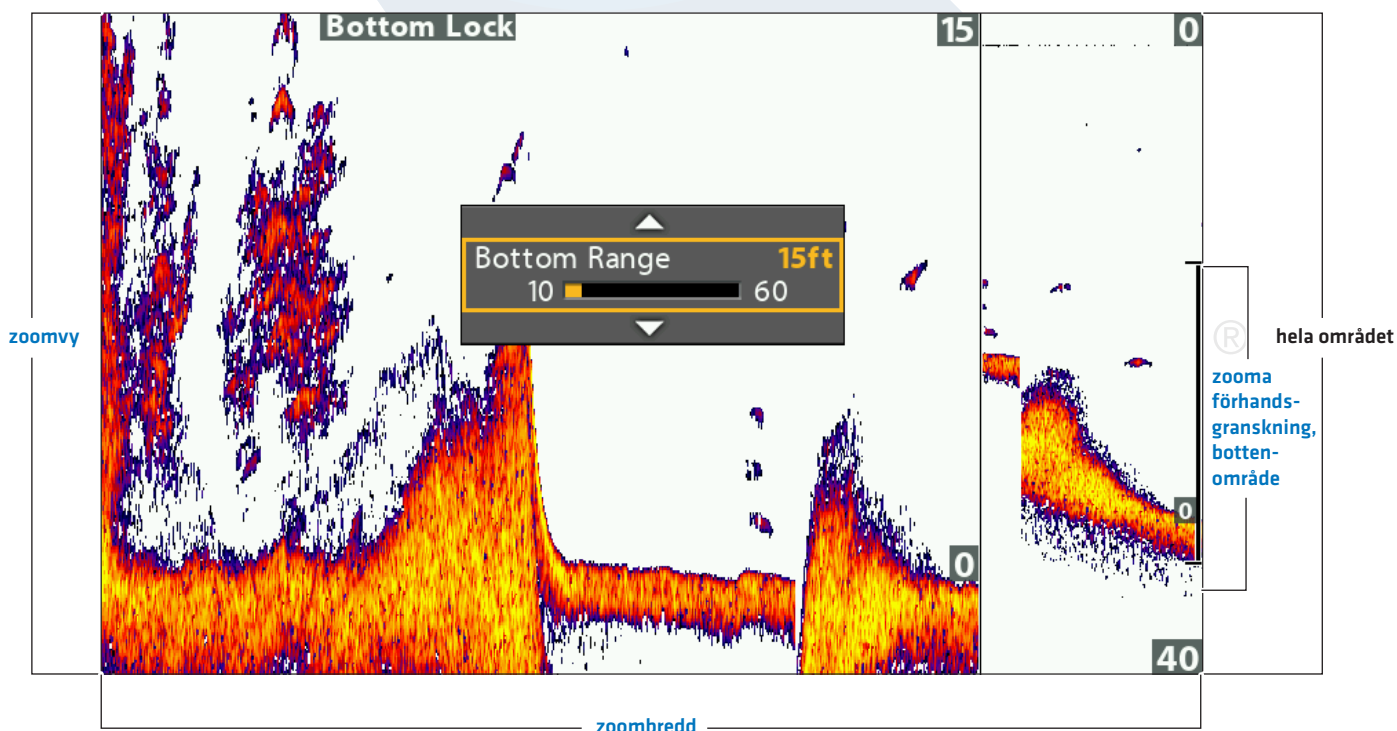 Bottom Lock
15
0
Bottom Range 15ft
10 60
zoomvy
® hela området
zooma
förhands-
granskning,
botten-
område
0
0
40
zoombredd